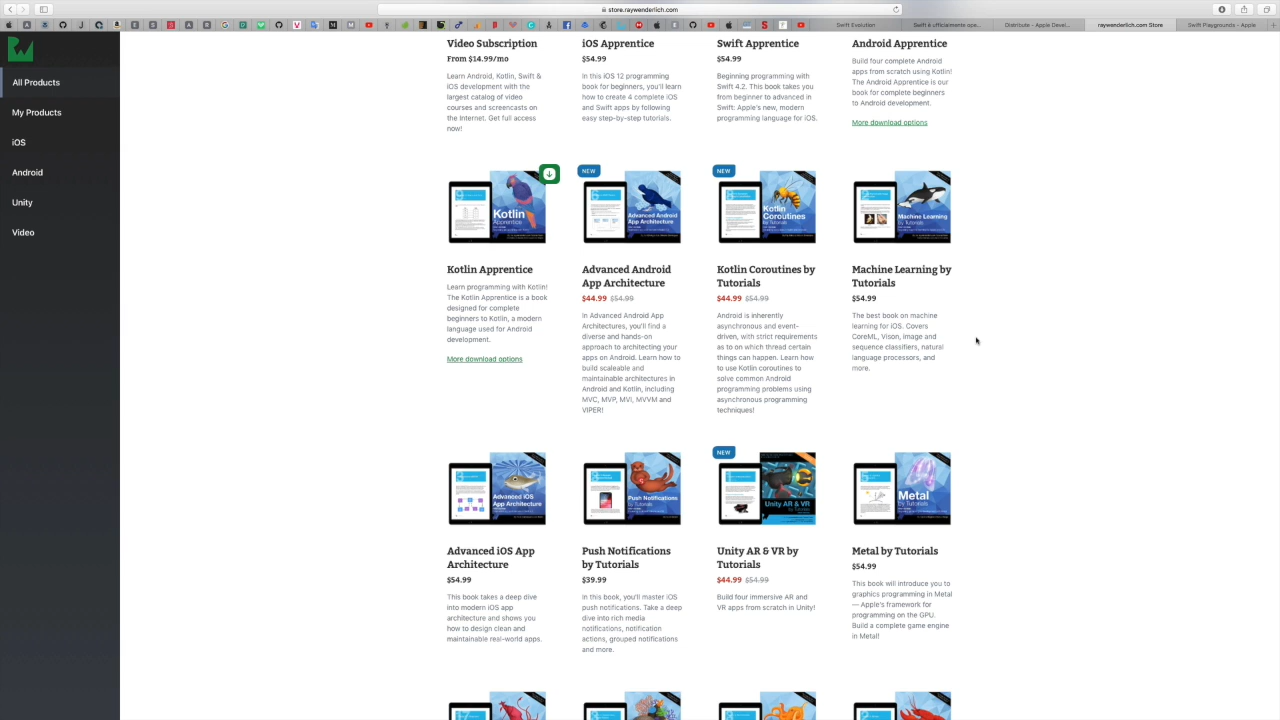 store.raywenderlich.com
Swift Evolution
Swift è ufficialmente ope...
Distribute - Apple Devel...
raywenderlich.com Store
Swift Playgrounds - Apple
All Products
My Products
iOS
Android
Unity
Video
Video Subscription
From $14.99/mo
Learn Android, Kotlin, Swift &
iOS development with the
largest catalog of video
courses and screencasts on
the Internet. Get full access
now!
iOS Apprentice
$54.99
In this iOS 12 programming
book for beginners, you'll learn
how to create 4 complete iOS
and Swift apps by following
easy step-by-step tutorials.
Swift Apprentice
$54.99
Beginning programming with
Swift 4.2. This book takes you
from beginner to advanced in
Swift: Apple's new, modern
programming language for iOS.
Android Apprentice
Build four complete Android
apps from scratch using Kotlin!
The Android Apprentice is our
book for complete beginners
to Android development.
More download options
Kotlin
Apprentice
Kotlin Apprentice
Learn programming with Kotlin!
The Kotlin Apprentice is a book
designed for complete
beginners to Kotlin, a modern
language used for Android
development.
More download options
NEW
Advanced Android
App Architecture
Advanced Android
App Architecture
$44.99 $54.99
In Advanced Android App
Architectures, you'll find a
diverse and hands-on
approach to architecting your
apps on Android. Learn how to
build scaleable and
maintainable architectures in
Android and Kotlin, including
MVC, MVP, MVI, MVVM and
VIPER!
NEW
Kotlin
Coroutines
by Tutorials
Kotlin Coroutines by
Tutorials
$44.99 $54.99
Android is inherently
asynchronous and event-
driven, with strict requirements
as to on which thread certain
things can happen. Learn how
to use Kotlin coroutines to
solve common Android
programming problems using
asynchronous programming
techniques!
Machine Learning
by Tutorials
Machine Learning by
Tutorials
$54.99
The best book on machine
learning for iOS. Covers
CoreML, Vison, image and
sequence classifiers, natural
language processors, and
more.
Advanced iOS
App Architecture
Advanced iOS App
Architecture
$54.99
This book takes a deep dive
into modern iOS app
architecture and shows you
how to design clean and
maintainable real-world apps.
Push Notifications
by Tutorials
Push Notifications
by Tutorials
$39.99
In this book, you'll master iOS
push notifications. Take a deep
dive into rich media
notifications, notification
actions, grouped notifications
and more.
NEW
Unity AR & VR
by Tutorials
Unity AR & VR by
Tutorials
$44.99 $54.99
Build four immersive AR and
VR apps from scratch in Unity!
Metal
by Tutorials
Metal by Tutorials
$54.99
This book will introduce you to
graphics programming in Metal
— Apple's framework for
programming on the GPU.
Build a complete game engine
in Metal!